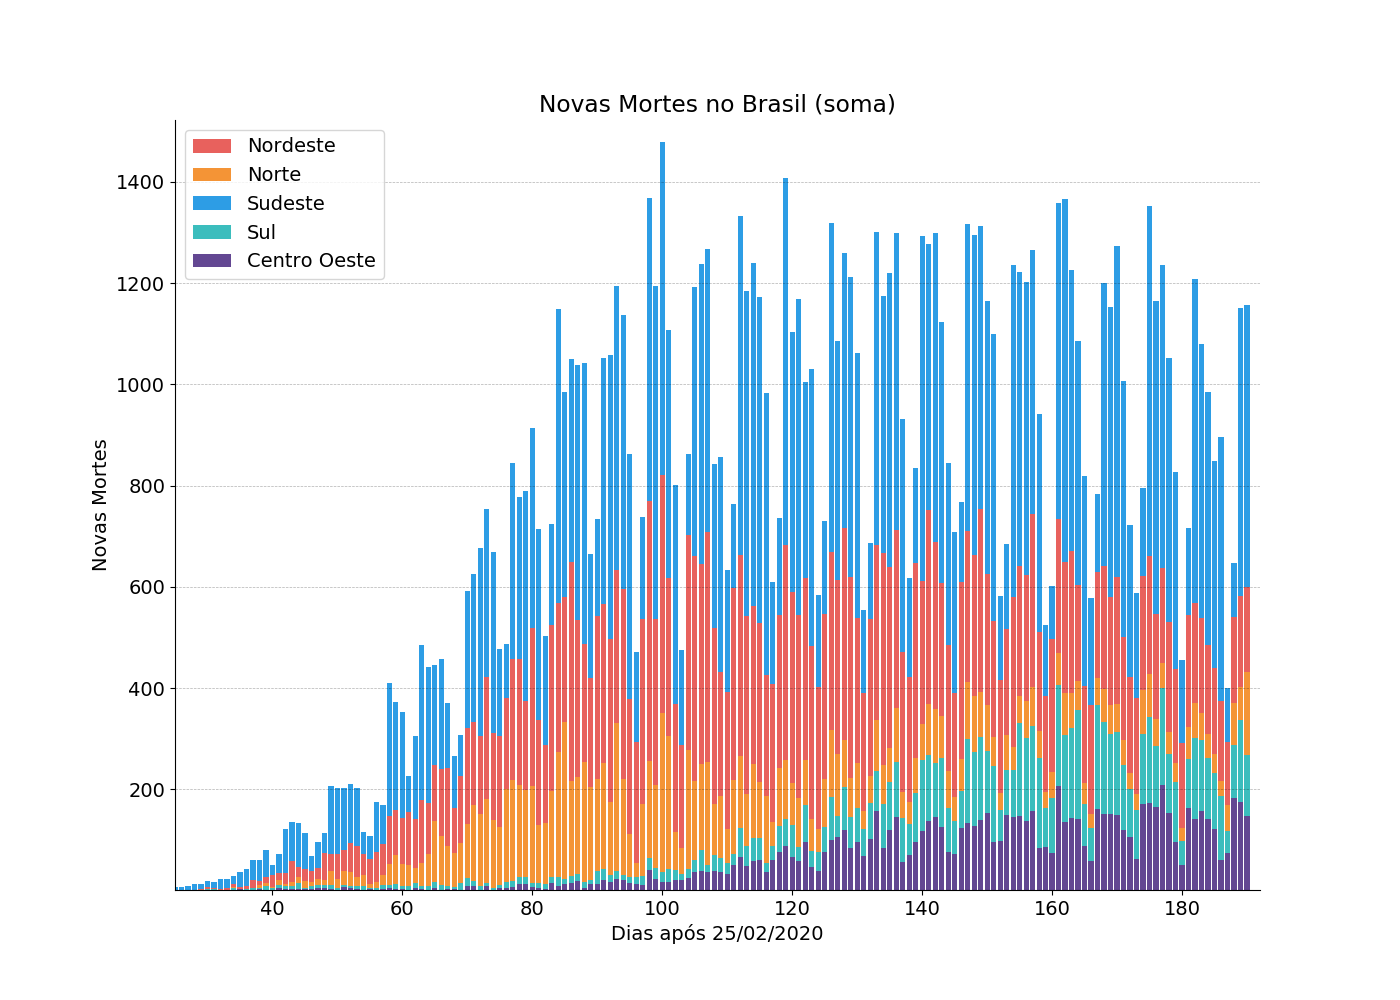 Novas Mortes no Brasil (soma)
Nordeste
Norte
Sudeste
Sul
Centro Oeste
1400
1200
1000
800
600
400
200
Novas Mortes
40 60 80 100 120 140 160 180
Dias após 25/02/2020